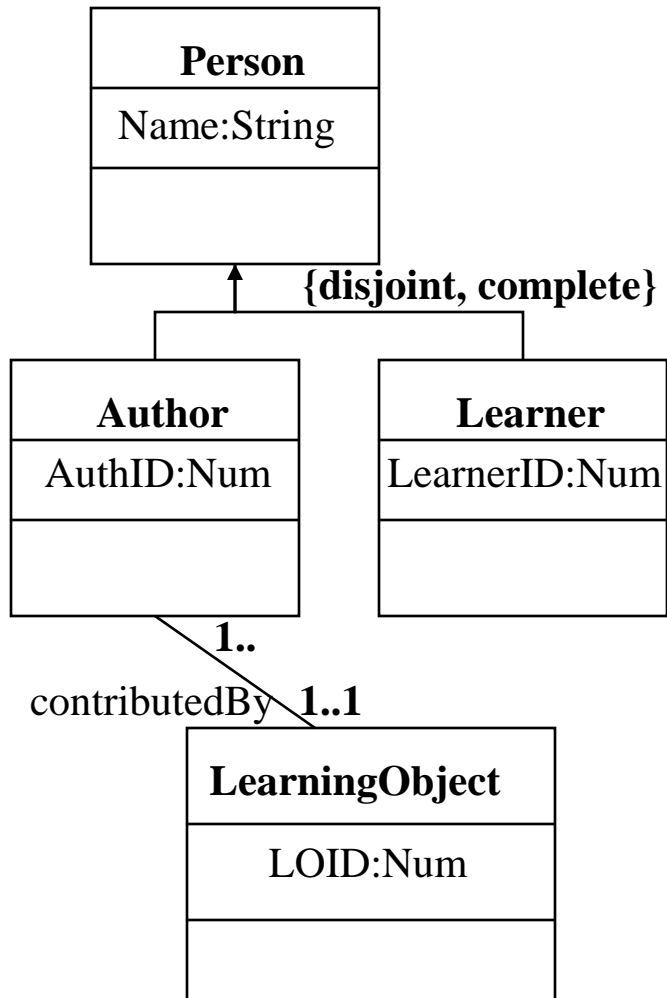 Person
Name:String
{disjoint, complete}
Author
Learner
AuthID:Num
LearnerID:Num
1..
contributedBy 1..1
LearningObject
LOID:Num